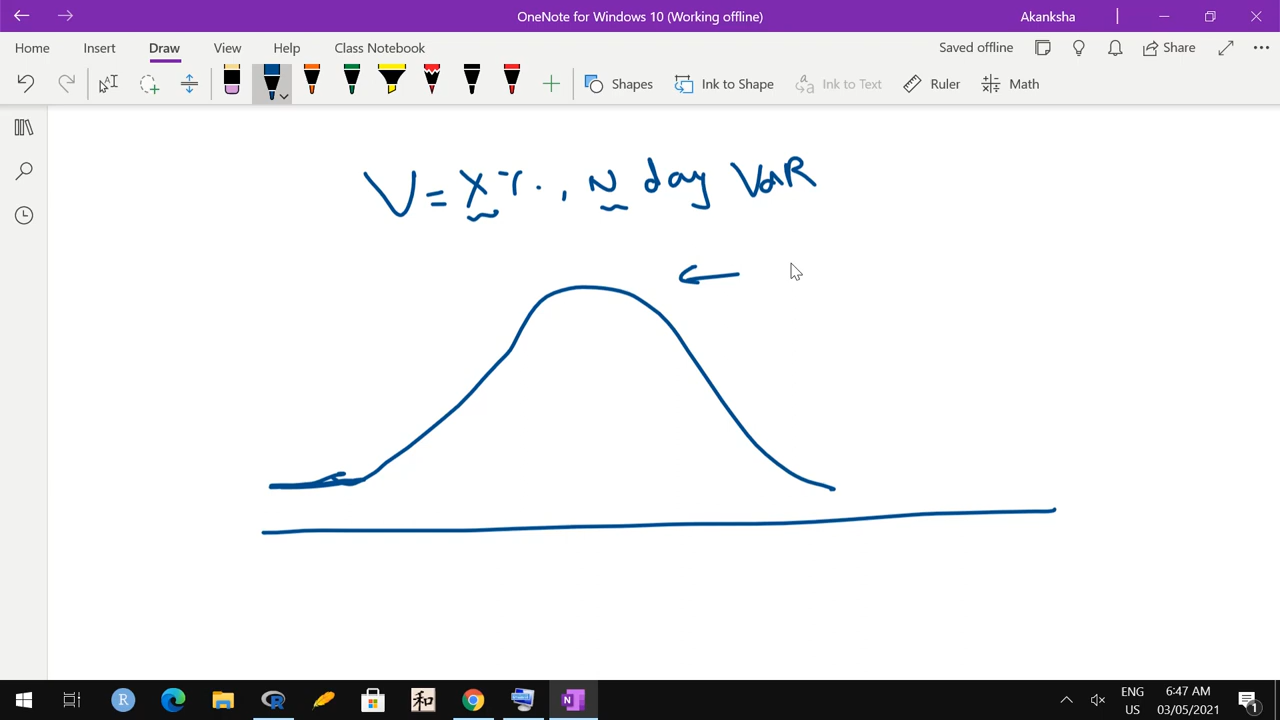 OneNote for Windows 10 (Working offline)
Akanksha
Home Insert Draw View Help Class Notebook
Saved offline Share
Shapes Ink to Shape Ink to Text Ruler Math
V = X %. , N day VaR
ENG 6:47 AM
US 03/05/2021 1